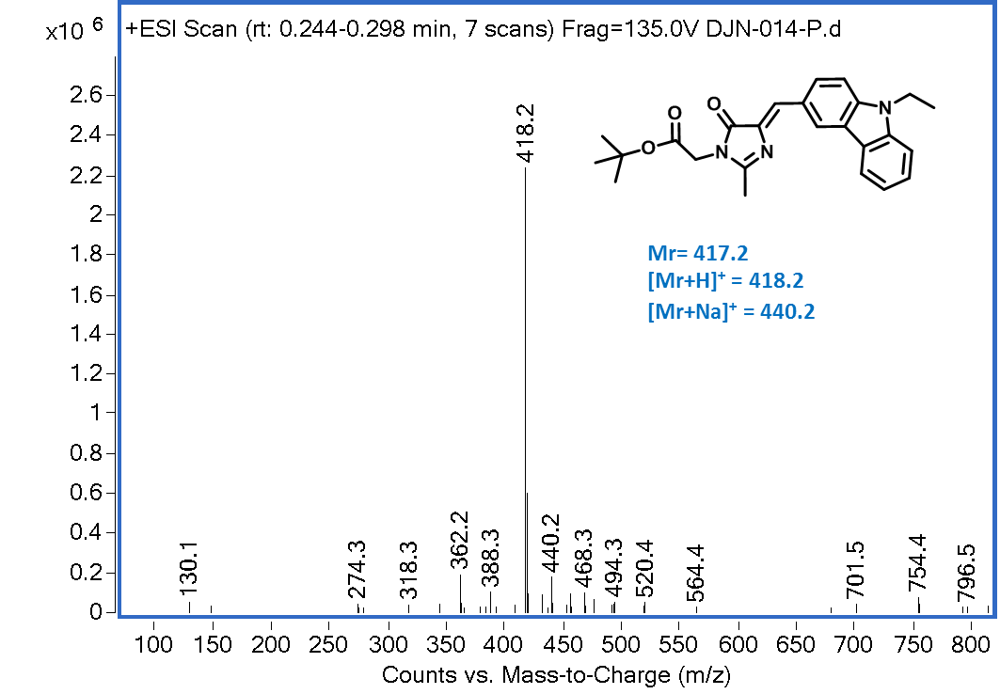 x10 6
+ESI Scan (rt: 0.244-0.298 min, 7 scans) Frag=135.0V DJN-014-P.d
2.6
2.4
2.2
2
1.8
1.6
1.4
1.2
1
0.8
0.6
0.4
0.2
0
130.1
274.3
318.3
362.2
388.3
418.2
440.2
468.3
494.3
520.4
564.4
701.5
754.4
796.5
O
O
O
N
N
N
Mr= 417.2
[Mr+H]+ = 418.2
[Mr+Na]+ = 440.2
100 150 200 250 300 350 400 450 500 550 600 650 700 750 800
Counts vs. Mass-to-Charge (m/z)